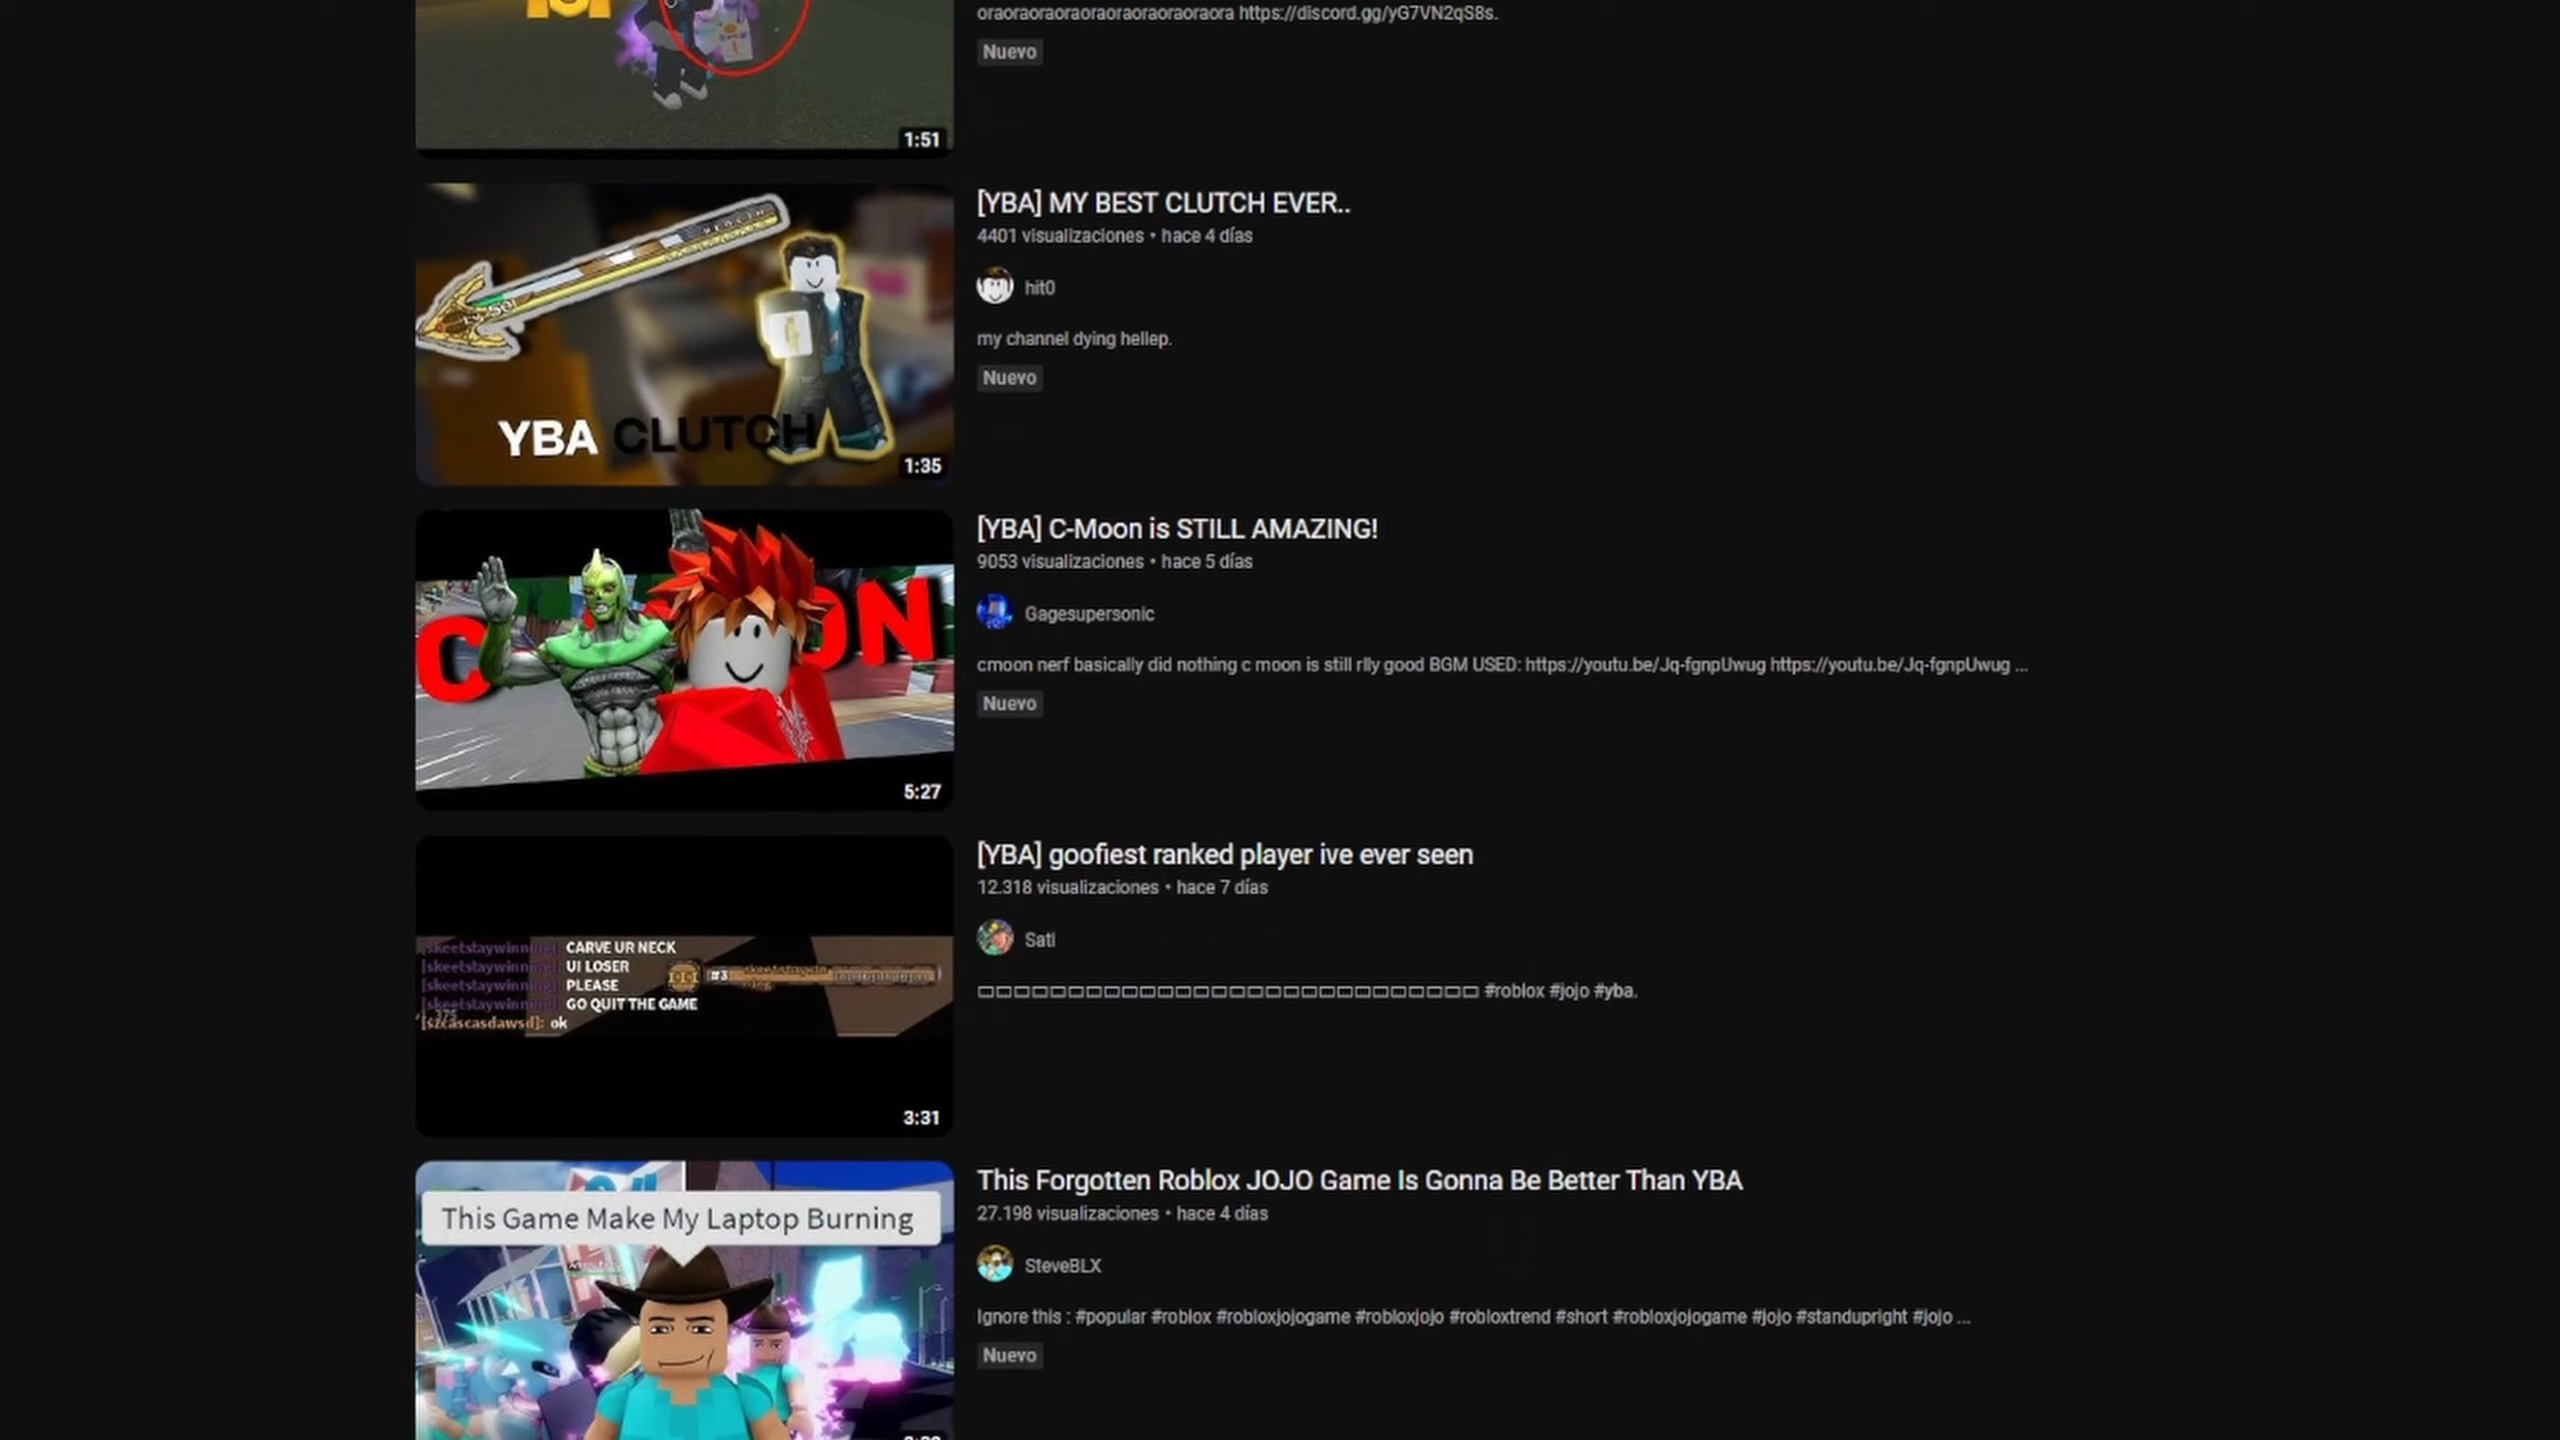 oraoraoraoraoraoraoraoraoraora https://discord.gg/yG7VN2qS8s.
Nuevo
1:51
[YBA] MY BEST CLUTCH EVER..
4401 visualizaciones • hace 4 días
hit0
my channel dying hellep.
Nuevo
YBA CLUTCH
1:35
[YBA] C-Moon is STILL AMAZING!
9053 visualizaciones • hace 5 días
Gagesupersonic
cmoon nerf basically did nothing c moon is still rlly good BGM USED: https://youtu.be/Jq-fgnpUwug https://youtu.be/Jq-fgnpUwug ...
Nuevo
5:27
[YBA] goofiest ranked player ive ever seen
12.318 visualizaciones • hace 7 días
Sati
#roblox #jojo #yba.
[skeetstaywinning]: CARVE UR NECK
[skeetstaywinning]: UI LOSER
[skeetstaywinning]: PLEASE
[skeetstaywinning]: GO QUIT THE GAME
[szcascasdawsd]: ok
#3
3:31
This Forgotten Roblox JOJO Game Is Gonna Be Better Than YBA
27.198 visualizaciones • hace 4 días
SteveBLX
Ignore this : #popular #roblox #robloxjojogame #robloxjojo #robloxtrend #short #robloxjojogame #jojo #standupright #jojo ...
Nuevo
This Game Make My Laptop Burning